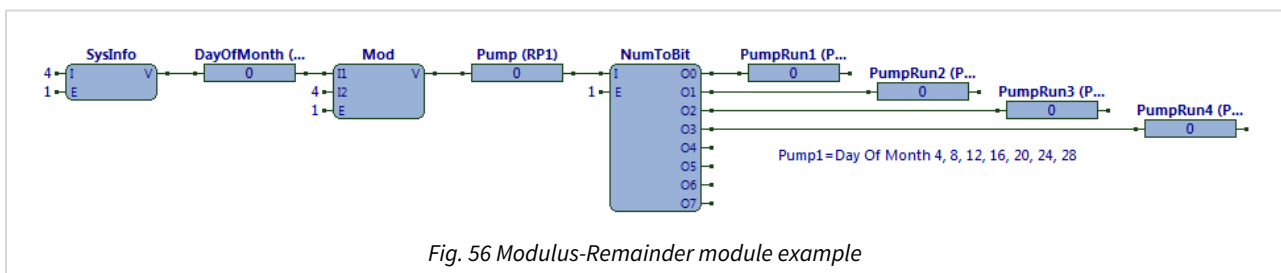 SysInfo DayOfMonth (... Mod Pump (RP1) NumToBit PumpRun1 (P...
4 I V 0 I1 V 0 I O0 0 PumpRun2 (P...
1 E 4 I2 1 E O1 0 PumpRun3 (P...
1 E O2 0 PumpRun4 (P...
O3 0
O4
O5 Pump1=Day Of Month 4, 8, 12, 16, 20, 24, 28
O6
O7
Fig. 56 Modulus-Remainder module example